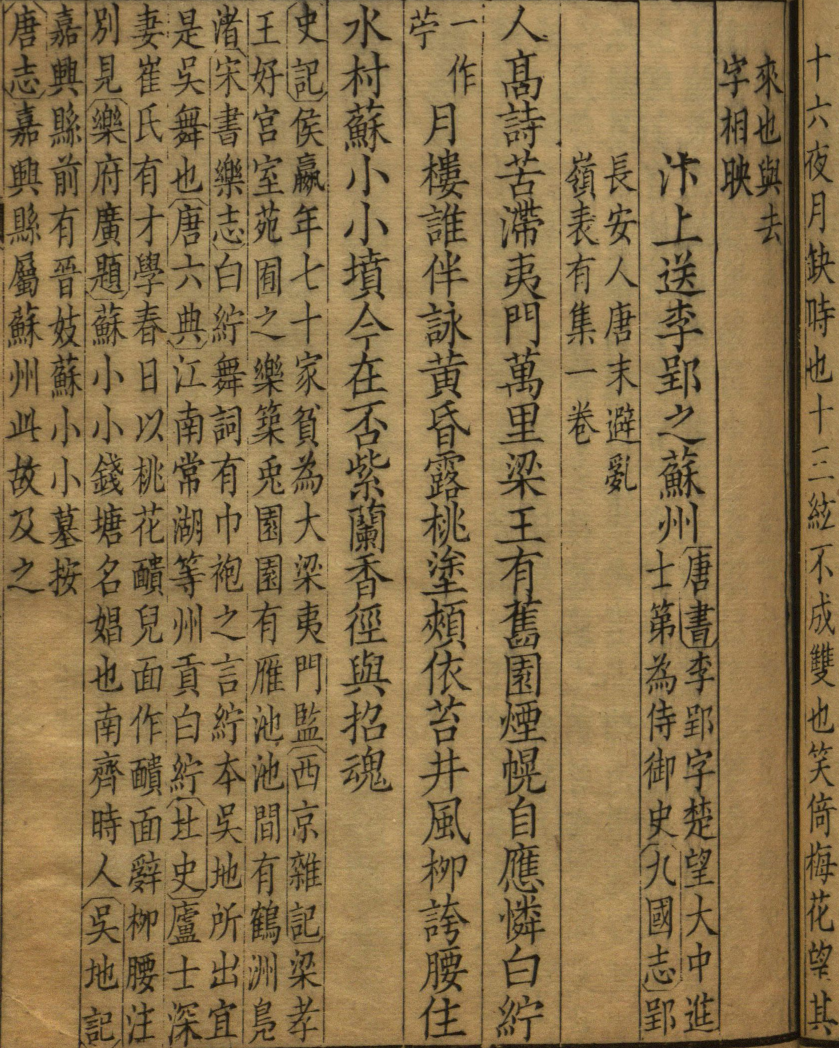 十六夜月缺時也十三絃不成雙也笑倚梅花望其
來也與去
字相映
汴上送李郢之蘇州
唐書李郢字楚望大中進
士第為侍御史九國志郢
長安人唐末避亂
嶺表有集一卷
人高詩苦滯夷門萬里梁王有舊園煙幌自應憐白紵
一作
苧
月樓誰伴詠黃昏露桃塗頰依苔井風柳誇腰住
水村蘇小小墳今在否紫蘭香徑與招魂
史記侯嬴年七十家貧為大梁夷門監西京雜記梁孝
王好宮室苑囿之樂築兎園園有雁池池間有鶴洲鳧
渚宋書樂志白紵舞詞有巾袍之言紵本吳地所出宜
是吳舞也唐六典江南常湖等州貢白紵𡉄史盧士深
妻崔氏有才學春日以桃花靧兒面作靧面辭柳腰注
別見樂府廣題蘇小小錢塘名娼也南齊時人吳地記
嘉興縣前有晉妓蘇小小墓按
唐志嘉興縣屬蘇州此故及之